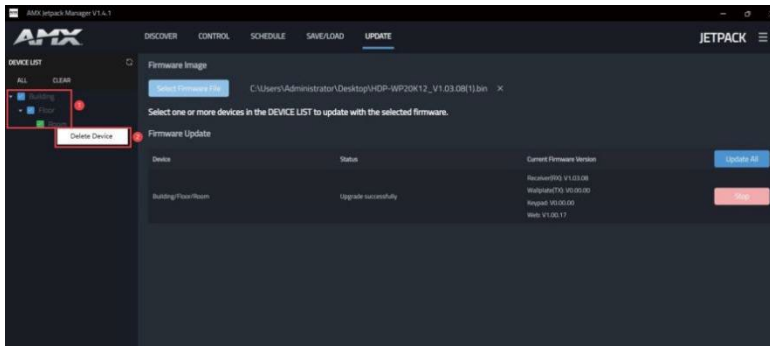 AMX Jetpack Manager V1.4.1
AMX
DISCOVER CONTROL SCHEDULE SAVE/LOAD UPDATE
JETPACK
DEVICE LIST
ALL CLEAR
Building
Floor
Room
1
Delete Device
2
Firmware Image
Select Firmware File C:\Users\Administrator\Desktop\HDP-WP20K12_V1.03.08(1).bin ×
Select one or more devices in the DEVICE LIST to update with the selected firmware.
Firmware Update
Device Status Current Firmware Version Update All
Building/Floor/Room Upgrade successfully
Receiver(RX): V1.03.08
Wallplate(TX): V0.00.00
Keypad: V0.00.00
Web: V1.00.17
Stop